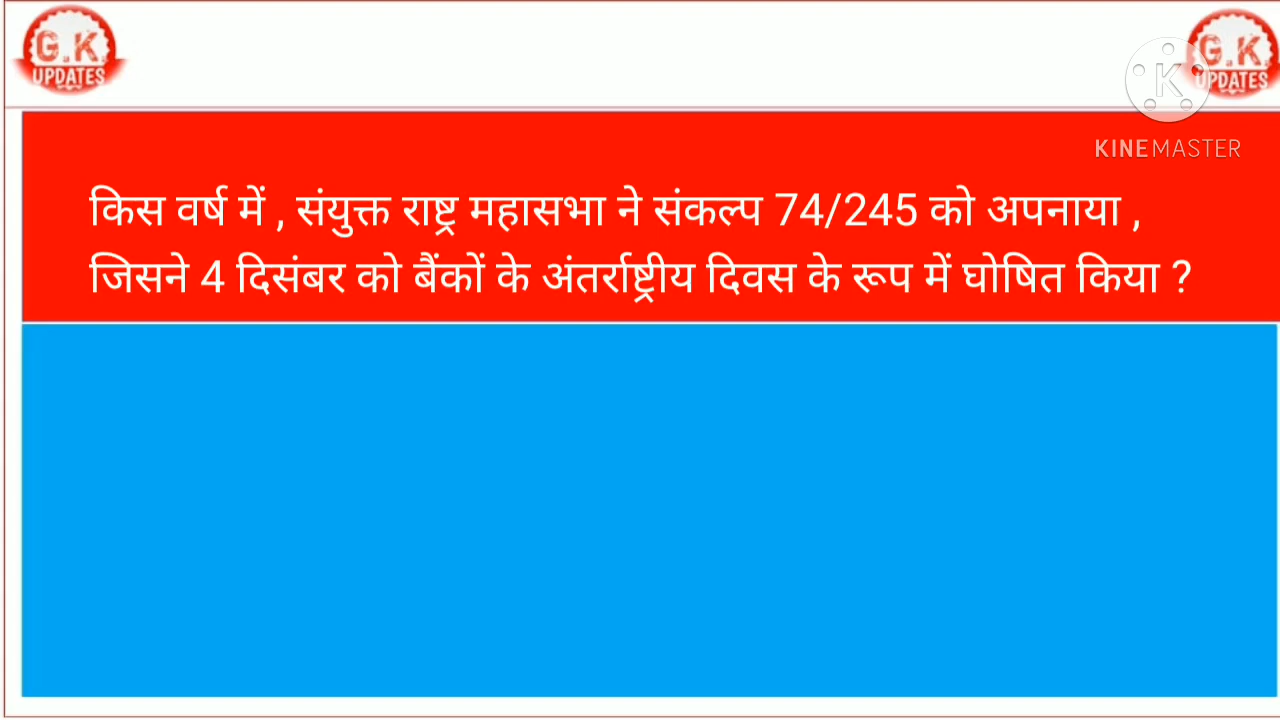 G.K.
UPDATES
G.K.
UPDATES
K
KINEMASTER
किस वर्ष में , संयुक्त राष्ट्र महासभा ने संकल्प 74/245 को अपनाया ,
जिसने 4 दिसंबर को बैंकों के अंतर्राष्ट्रीय दिवस के रूप में घोषित किया ?